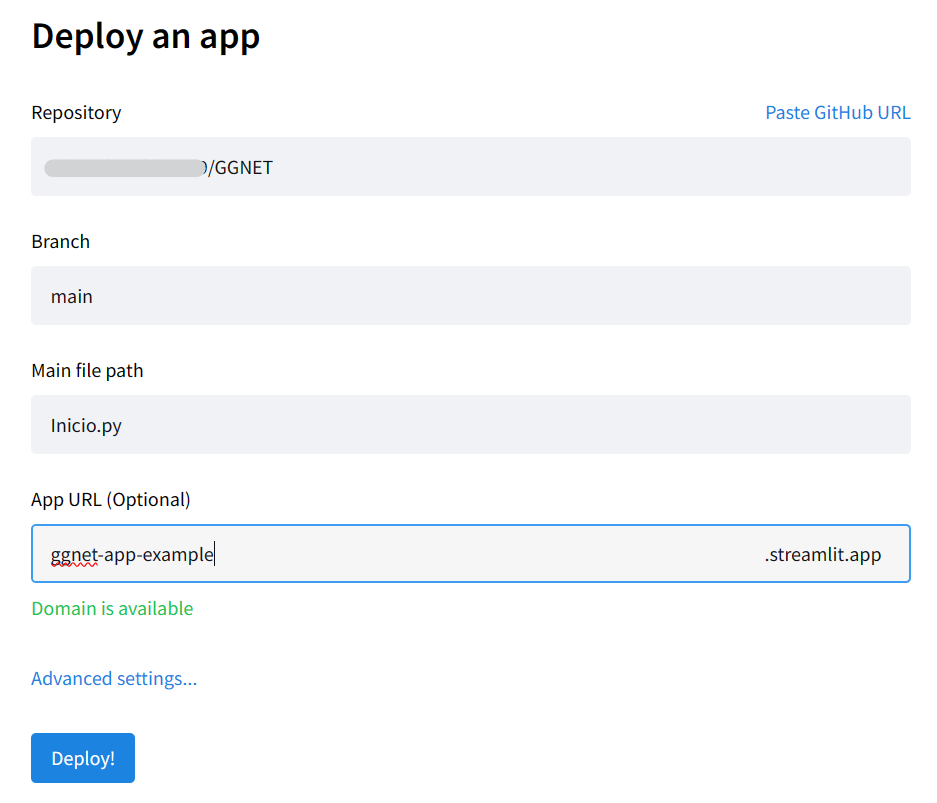 Deploy an app
Repository
Paste GitHub URL
/GGNET
Branch
main
Main file path
Inicio.py
App URL (Optional)
ggnet-app-example
.streamlit.app
Domain is available
Advanced settings...
Deploy!